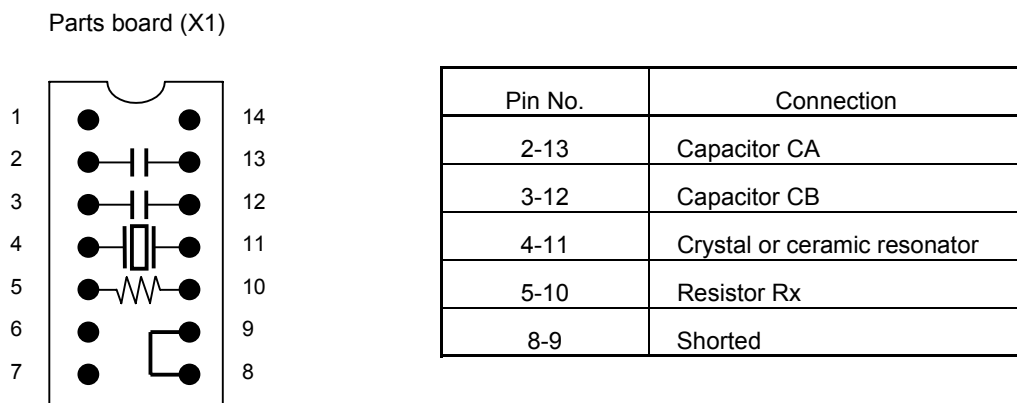 Parts board (X1)
1 14
2 13
3 12
4 11
5 10
6 9
7 8
Pin No. Connection
2-13 Capacitor CA
3-12 Capacitor CB
4-11 Crystal or ceramic resonator
5-10 Resistor Rx
8-9 Shorted